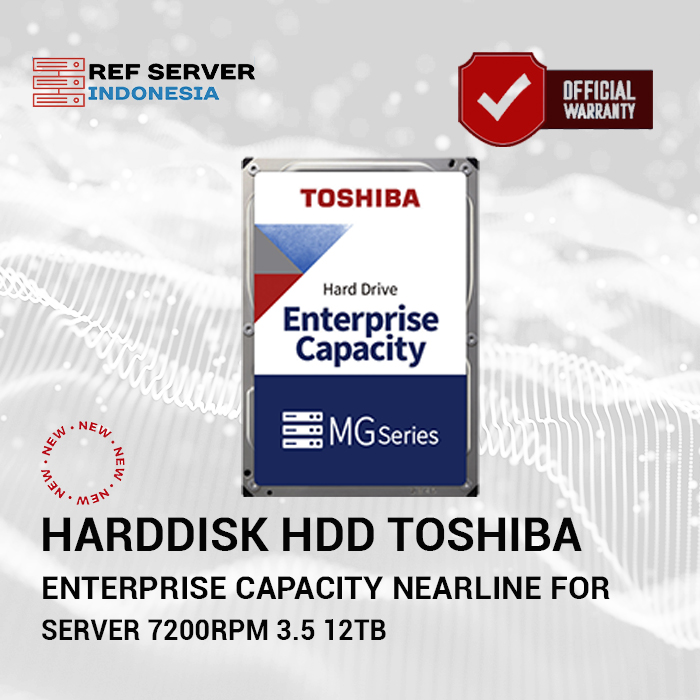 REF SERVER
INDONESIA
OFFICIAL
WARRANTY
TOSHIBA
Hard Drive
Enterprise
Capacity
MG Series
NEW • NEW • NEW • NEW • NEW •
HARDDISK HDD TOSHIBA
ENTERPRISE CAPACITY NEARLINE FOR
SERVER 7200RPM 3.5 12TB